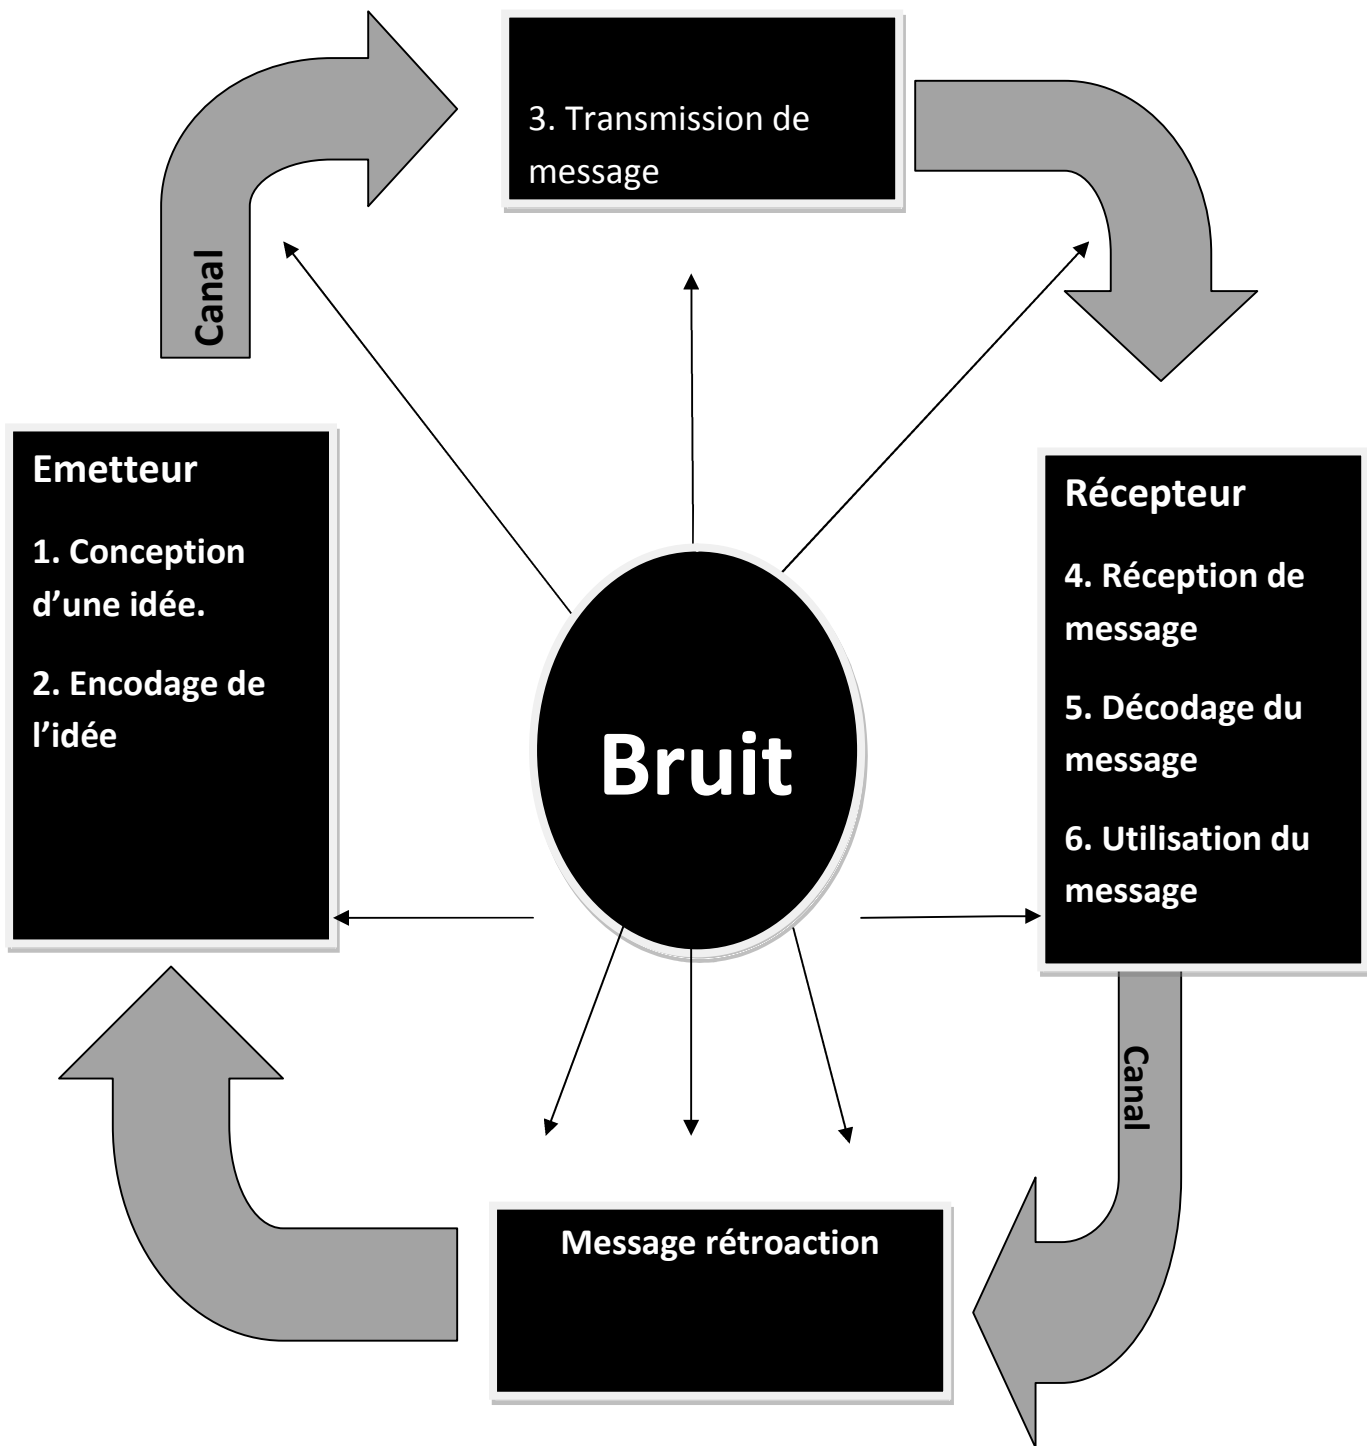 3. Transmission de
message
Canal
Emetteur
1. Conception
d’une idée.
2. Encodage de
l’idée
Récepteur
4. Réception de
message
5. Décodage du
message
6. Utilisation du
message
Bruit
Canal
Message rétroaction